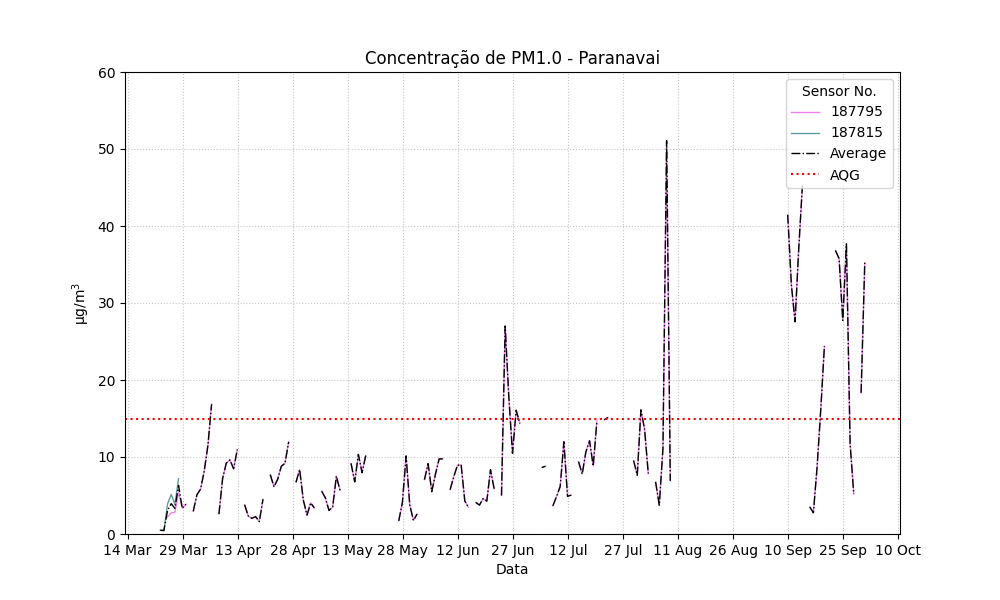 Concentração de PM1.0 - Paranavai
60
50
40
30
20
10
0
µg/m³
Sensor No.
187795
187815
Average
AQG
14 Mar 29 Mar 13 Apr 28 Apr 13 May 28 May 12 Jun 27 Jun 12 Jul 27 Jul 11 Aug 26 Aug 10 Sep 25 Sep 10 Oct
Data